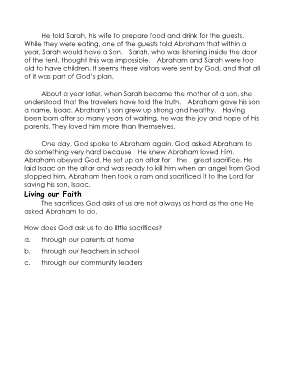 He told Sarah, his wife to prepare food and drink for the guests.
While they were eating, one of the guests told Abraham that within a
year, Sarah would have a Son. Sarah, who was listening inside the door
of the tent, thought this was impossible. Abraham and Sarah were too
old to have children. It seems these visitors were sent by God, and that all
of it was part of God's plan.
About a year later, when Sarah became the mother of a son, she
understood that the travelers have told the truth. Abraham gave his son
a name, Isaac. Abraham's son grew up strong and healthy. Having
been born after so many years of waiting, he was the joy and hope of his
parents. They loved him more than themselves.
One day, God spoke to Abraham again. God asked Abraham to
do something very hard because He knew Abraham loved Him.
Abraham obeyed God. He set up an altar for the great sacrifice. He
laid Isaac on the altar and was ready to kill him when an angel from God
stopped him. Abraham then took a ram and sacrificed it to the Lord for
saving his son, Isaac.
Living our Faith
The sacrifices God asks of us are not always as hard as the one He
asked Abraham to do.
How does God ask us to do little sacrifices?
a. through our parents at home
b. through our teachers in school
c. through our community leaders